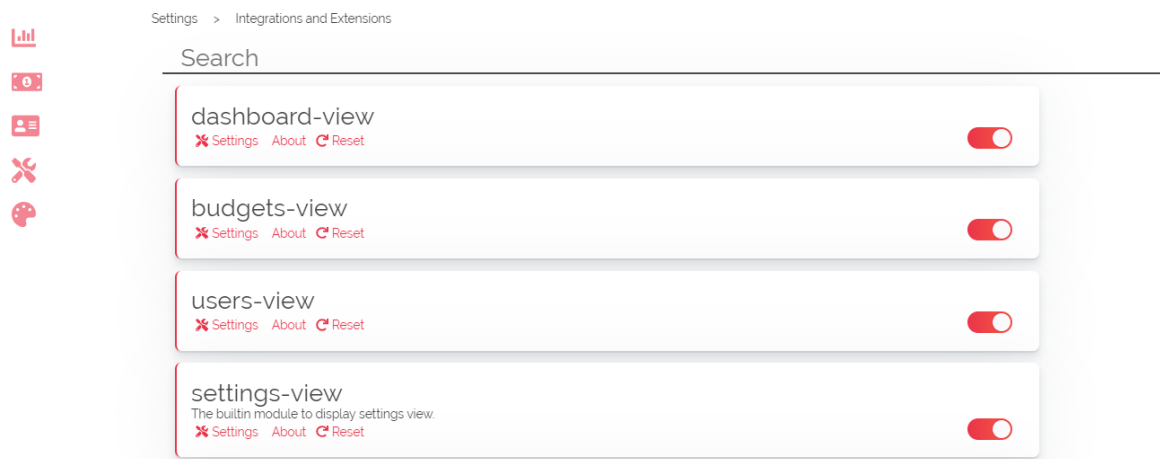 Settings > Integrations and Extensions
Search
dashboard-view
Settings About Reset
budgets-view
Settings About Reset
users-view
Settings About Reset
settings-view
The builtin module to display settings view.
Settings About Reset